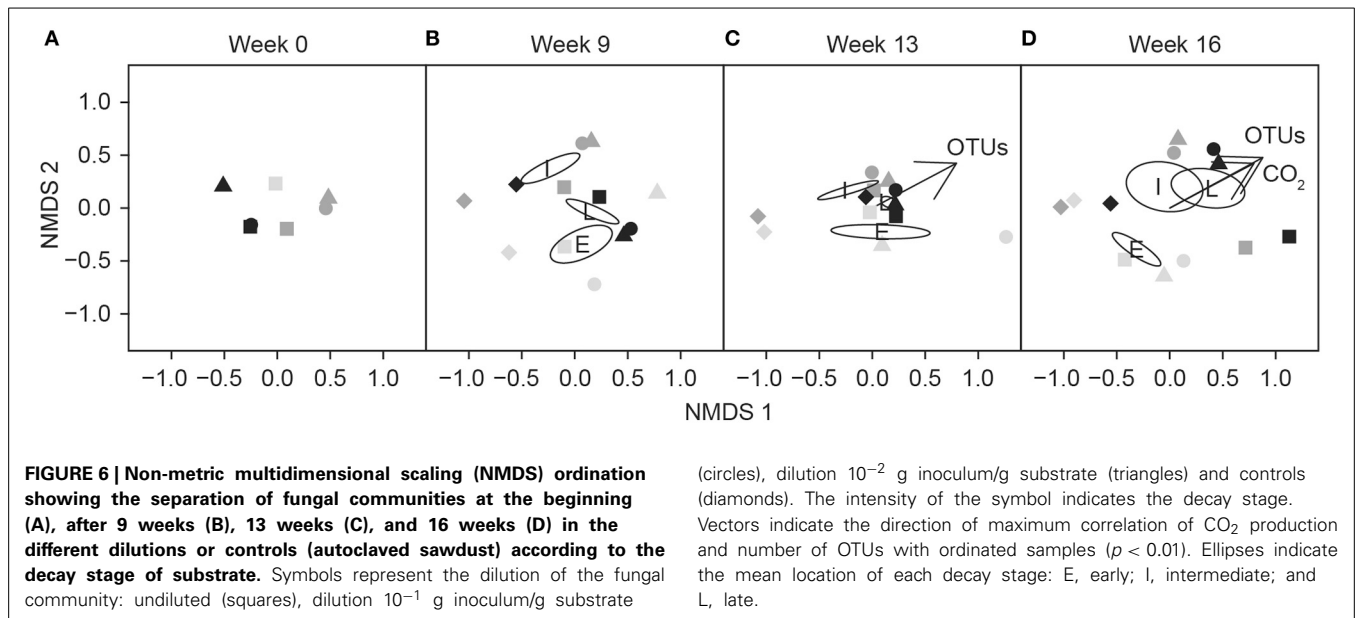 A Week 0
B Week 9
C Week 13
D Week 16
NMDS 2
1.0
0.5
0.0
−0.5
−1.0
I
L
E
OTUs
I
L
E
OTUs
CO2
I
L
E
−1.0 −0.5 0.0 0.5 1.0
−1.0 −0.5 0.0 0.5 1.0
−1.0 −0.5 0.0 0.5 1.0
−1.0 −0.5 0.0 0.5 1.0
NMDS 1
FIGURE 6 | Non-metric multidimensional scaling (NMDS) ordination
showing the separation of fungal communities at the beginning
(A), after 9 weeks (B), 13 weeks (C), and 16 weeks (D) in the
different dilutions or controls (autoclaved sawdust) according to the
decay stage of substrate. Symbols represent the dilution of the fungal
community: undiluted (squares), dilution 10−1 g inoculum/g substrate
(circles), dilution 10−2 g inoculum/g substrate (triangles) and controls
(diamonds). The intensity of the symbol indicates the decay stage.
Vectors indicate the direction of maximum correlation of CO2 production
and number of OTUs with ordinated samples (p < 0.01). Ellipses indicate
the mean location of each decay stage: E, early; I, intermediate; and
L, late.